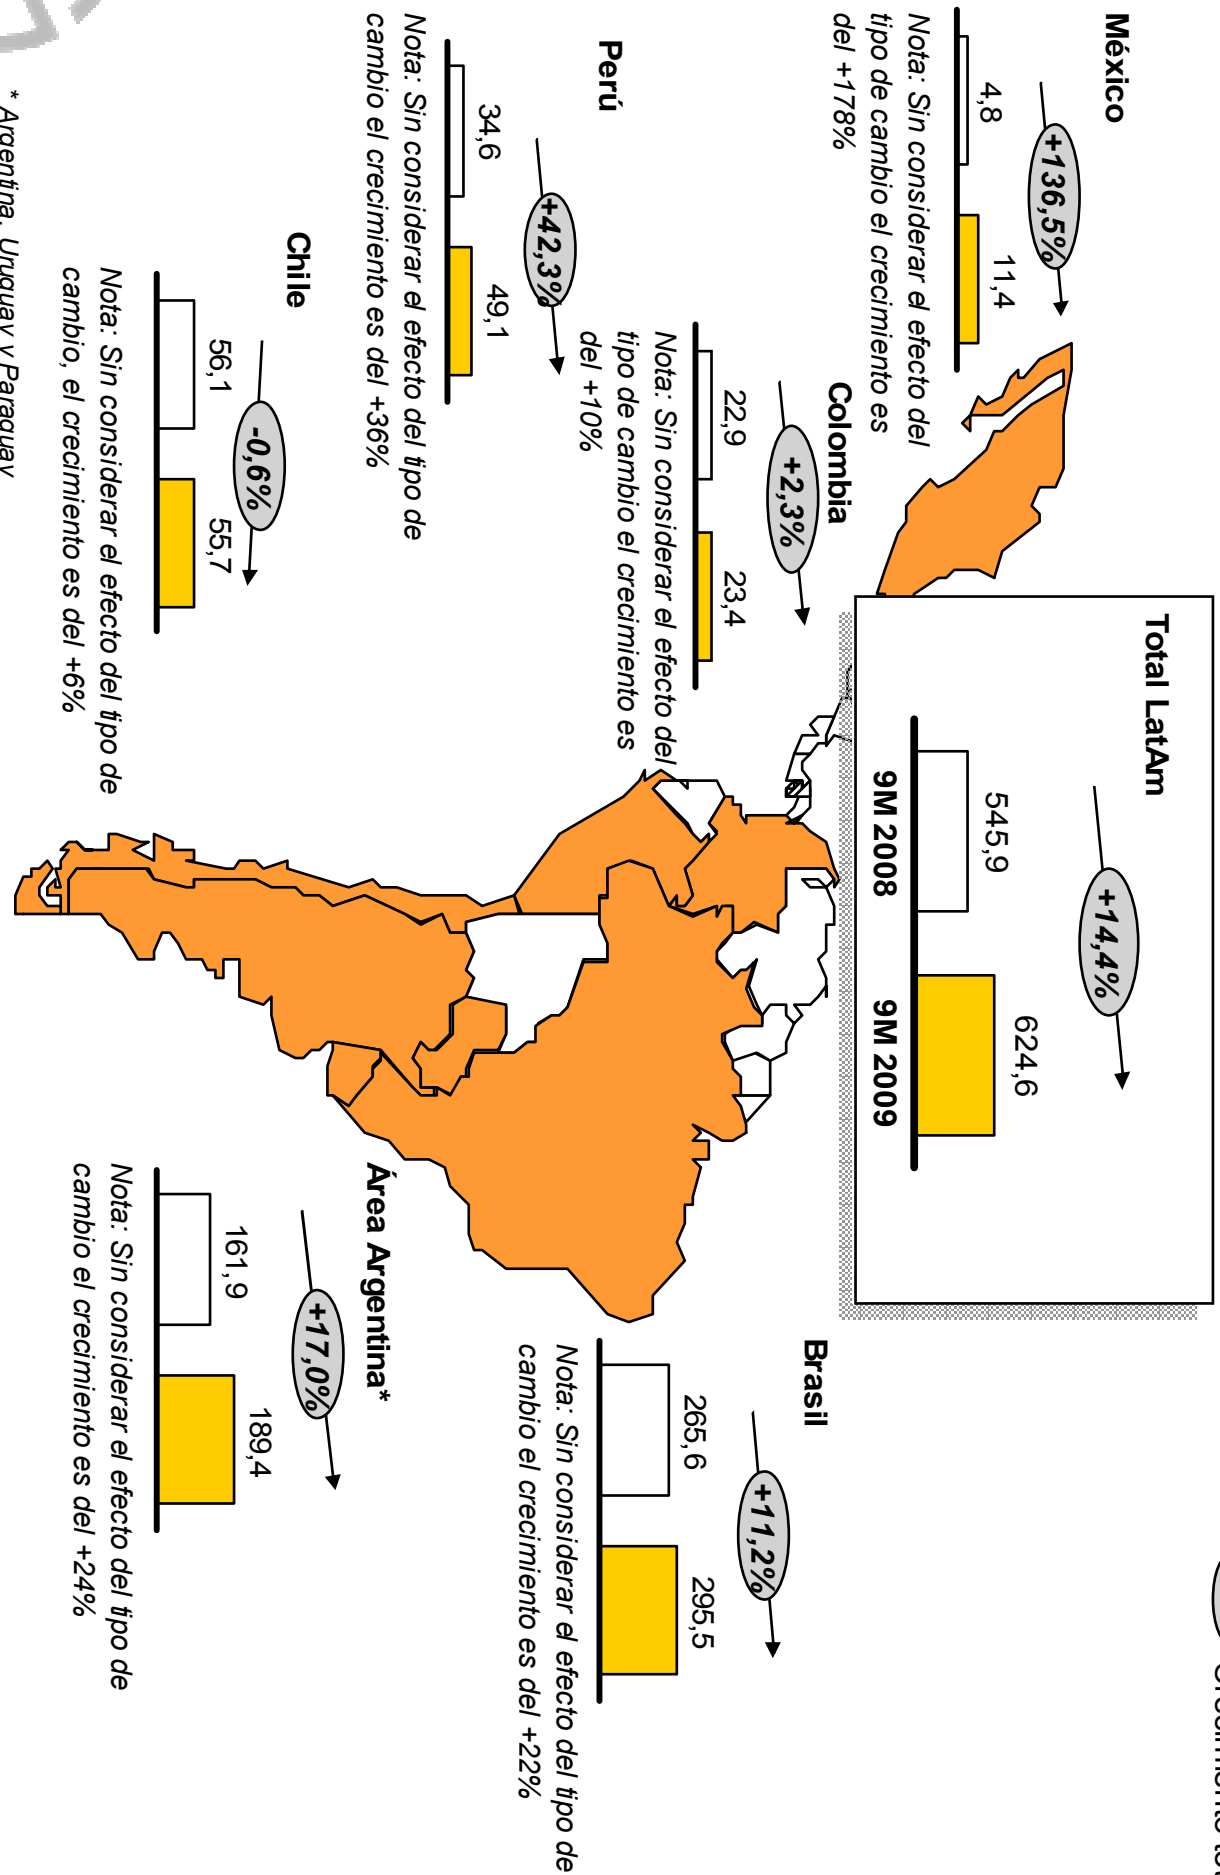 Crecimiento
Total LatAm
+14,4%
545,9
624,6
9M 2008
9M 2009
México
+136,5%
4,8
11,4
Nota: Sin considerar el efecto del
tipo de cambio el crecimiento es
del +178%
Colombia
+2,3%
22,9
23,4
Nota: Sin considerar el efecto del
tipo de cambio el crecimiento es
del +10%
Brasil
+11,2%
265,6
295,5
Nota: Sin considerar el efecto del tipo de
cambio el crecimiento es del +22%
Perú
+42,3%
34,6
49,1
Nota: Sin considerar el efecto del tipo de
cambio el crecimiento es del +36%
Área Argentina*
+17,0%
161,9
189,4
Nota: Sin considerar el efecto del tipo de
cambio el crecimiento es del +24%
Chile
-0,6%
56,1
55,7
Nota: Sin considerar el efecto del tipo de
cambio, el crecimiento es del +6%
* Argentina, Uruguay y Paraguay